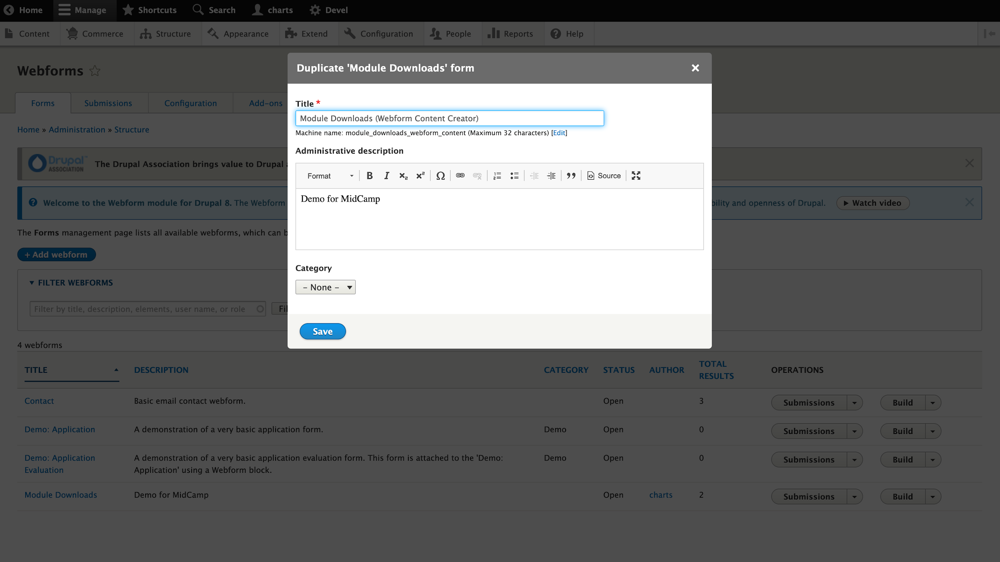 Home Manage Shortcuts Search charts Devel
Content Commerce Structure Appearance Extend Configuration People Reports Help
Webforms
Duplicate 'Module Downloads' form
Forms Submissions Configuration Add-ons
Title *
Module Downloads (Webform Content Creator)
Machine name: module_downloads_webform_content (Maximum 32 characters) [Edit]
Home » Administration » Structure
Administrative description
Drupal™ ASSOCIATION The Drupal Association brings value to Drupal
Format B I x2 x2 Ω Source
Demo for MidCamp
Welcome to the Webform module for Drupal 8. The Webform
bility and openness of Drupal. Watch video
The Forms management page lists all available webforms, which can b
+ Add webform
Category
- None -
FILTER WEBFORMS
Filter by title, description, elements, user name, or role Fil
Save
4 webforms
TITLE DESCRIPTION CATEGORY STATUS AUTHOR TOTAL RESULTS OPERATIONS
Contact Basic email contact webform. Open 3 Submissions Build
Demo: Application A demonstration of a very basic application form. Demo Open 0 Submissions Build
Demo: Application A demonstration of a very basic application evaluation form. This form is attached to the 'Demo: Demo Open 0 Submissions Build
Evaluation Application' using a Webform block.
Module Downloads Demo for MidCamp Open charts 2 Submissions Build